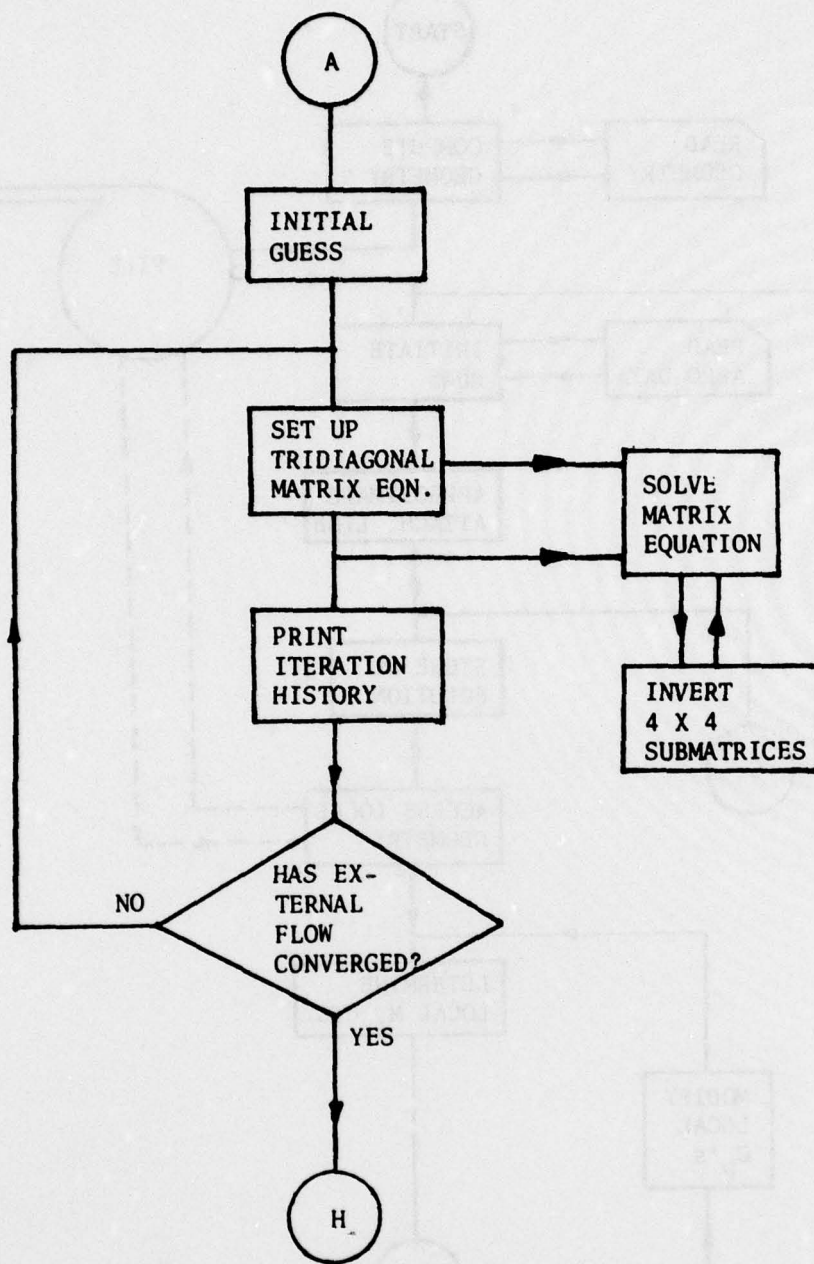 A
INITIAL
GUESS
SET UP
TRIDIAGONAL
MATRIX EQN.
SOLVE
MATRIX
EQUATION
PRINT
ITERATION
HISTORY
INVERT
4 X 4
SUBMATRICES
HAS EX-
TERNAL
FLOW
CONVERGED?
NO
YES
H